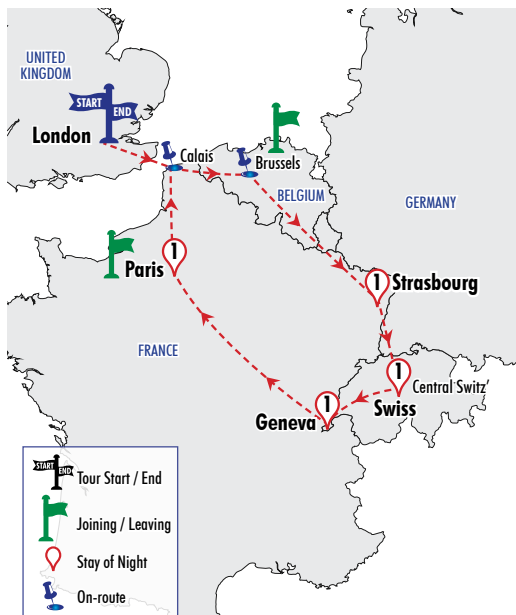 UNITED
KINGDOM
START
END
London
Calais
Brussels
BELGIUM
GERMANY
1
Paris
1
Strasbourg
FRANCE
1
Central Switz'
Swiss
1
Geneva
START
END
Tour Start / End
Joining / Leaving
Stay of Night
On-route